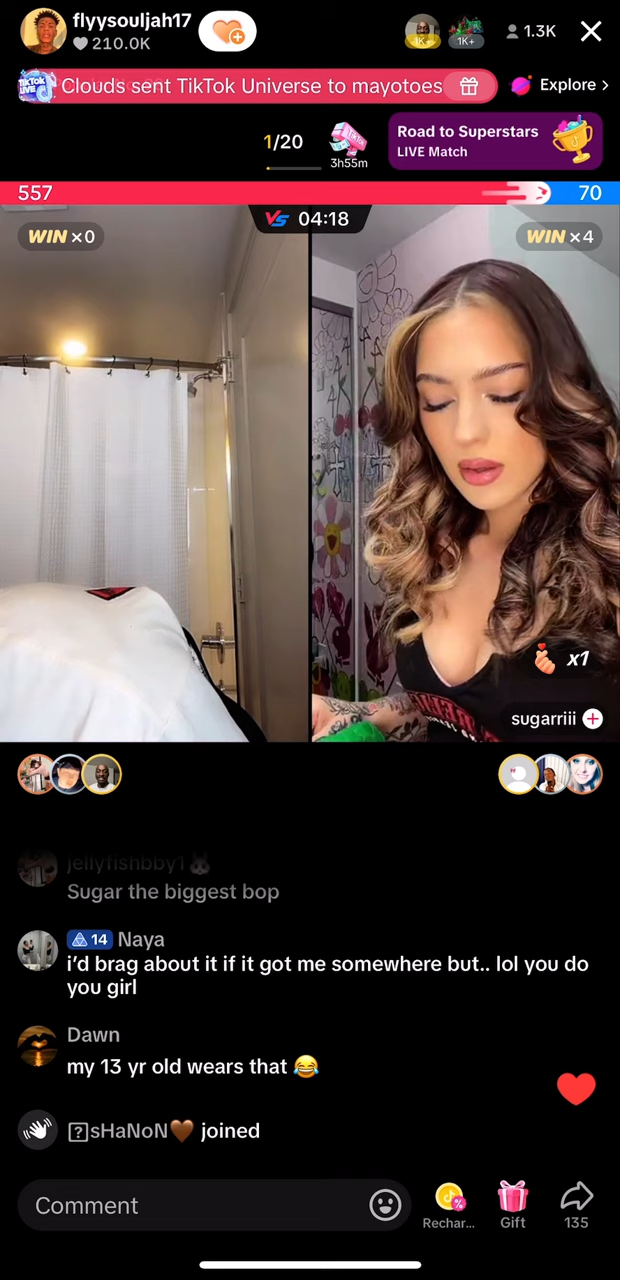 flyysouljah17
210.0K
1K+
1K+
1.3K
TikTok LIVE
Clouds sent TikTok Universe to mayotoes
Explore >
1/20
3h55m
Road to Superstars
LIVE Match
557
70
WIN ×0
VS 04:18
WIN ×4
x1
sugarriii +
jellyfishbby1🐰
Sugar the biggest bop
14 Naya
i’d brag about it if it got me somewhere but.. lol you do
you girl
Dawn
my 13 yr old wears that 😂
sHaNoN🤎 joined
Comment
Rechar...
Gift
135